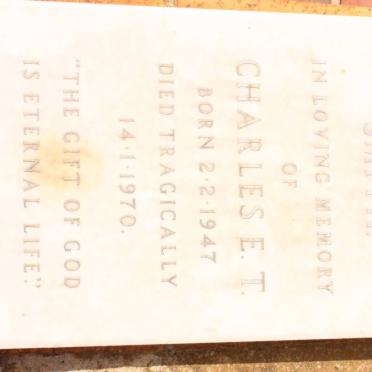 IN LOVING MEMORY
OF
CHARLES E. T.
BORN 2·2·1947
DIED TRAGICALLY
14·1·1970.
"THE GIFT OF GOD
IS ETERNAL LIFE."